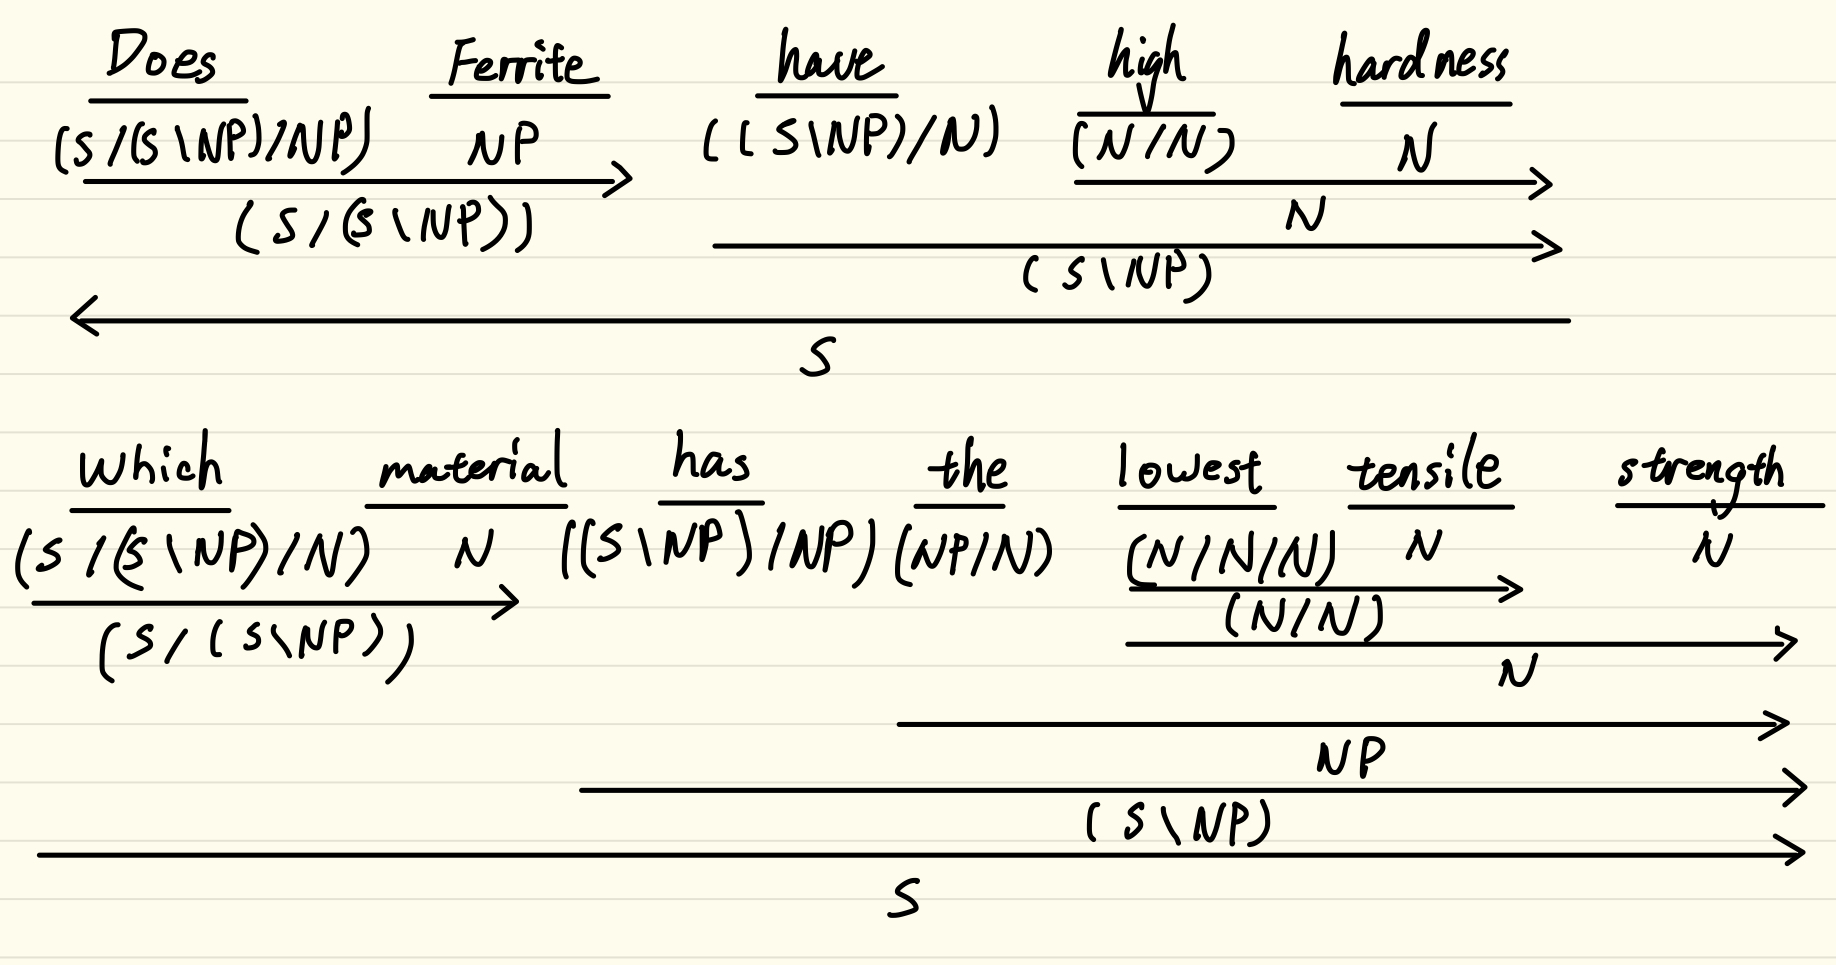 Does Ferrite have high hardness
(S/(S\NP)/NP) NP ((S\NP)/N) (N/N) N
(S/(S\NP)) N
(S\NP)
S
Which material has the lowest tensile strength
(S/(S\NP)/N) N ((S\NP)/NP) (NP/N) (N/N/N) N N
(S/(S\NP)) (N/N)
N
NP
(S\NP)
S